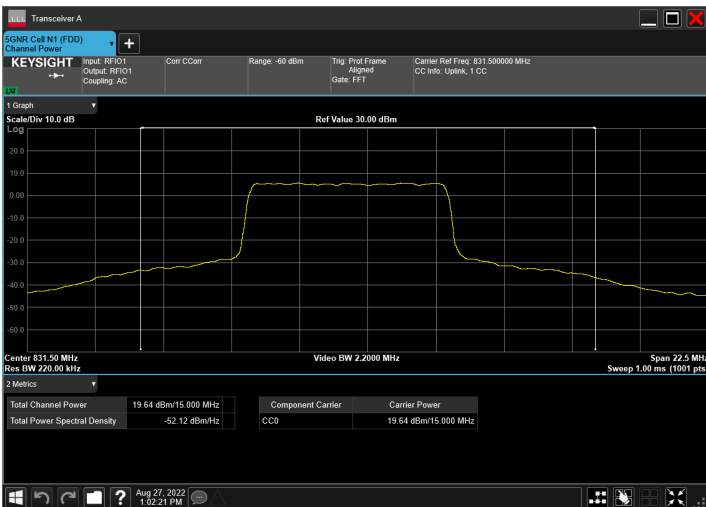 Transceiver A
5GNR Cell N1 (FDD)
Channel Power
KEYSIGHT
LXI
Input: RFIO1
Output: RFIO1
Coupling: AC
Corr CCorr
Range: -60 dBm
Trig: Prot Frame
Aligned
Gate: FFT
Carrier Ref Freq: 831.500000 MHz
CC Info: Uplink, 1 CC
1 Graph
Scale/Div 10.0 dB
Ref Value 30.00 dBm
Log
20.0
10.0
0.00
-10.0
-20.0
-30.0
-40.0
-50.0
-60.0
Center 831.50 MHz
Video BW 2.2000 MHz
Span 22.5 MHz
Res BW 220.00 kHz
Sweep 1.00 ms (1001 pts
2 Metrics
Total Channel Power 19.64 dBm/15.000 MHz
Total Power Spectral Density -52.12 dBm/Hz
Component Carrier Carrier Power
CC0 19.64 dBm/15.000 MHz
Aug 27, 2022
1:02:21 PM